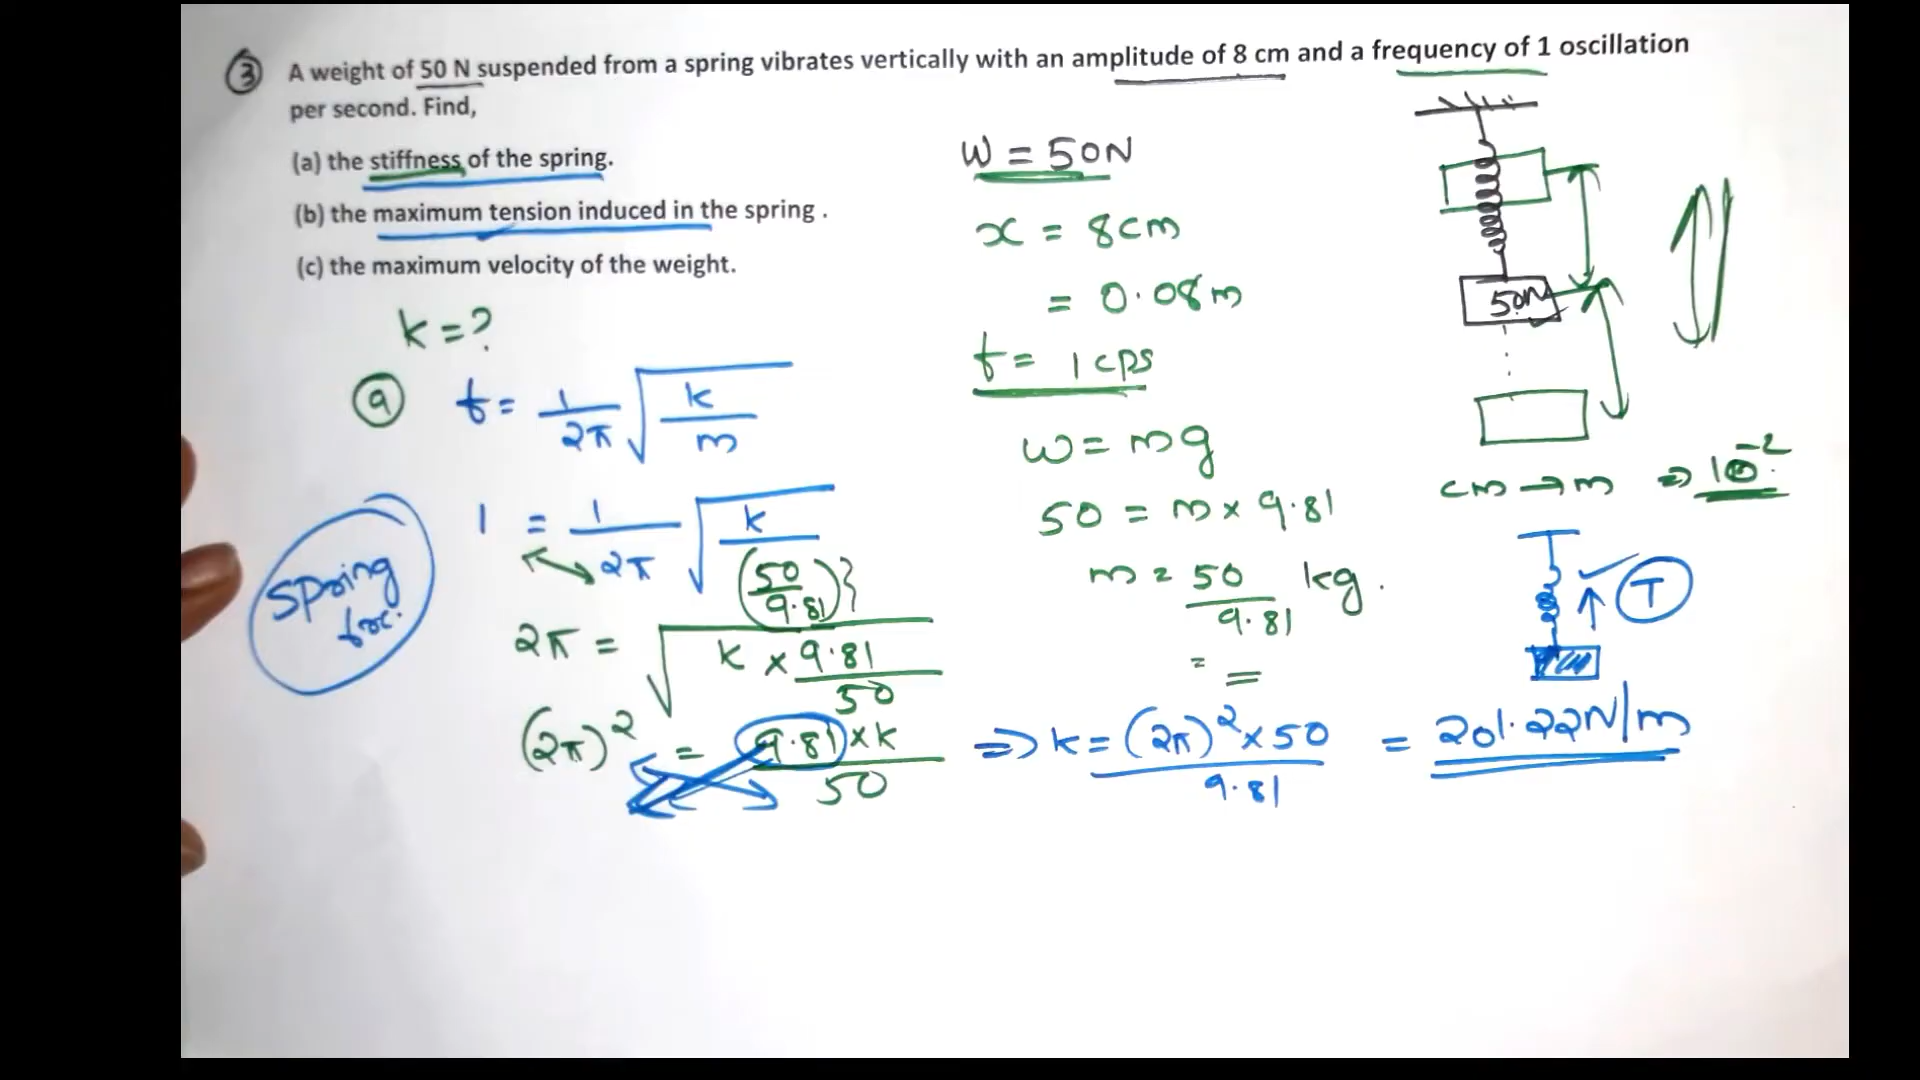 ③ A weight of 50 N suspended from a spring vibrates vertically with an amplitude of 8 cm and a frequency of 1 oscillation
per second. Find,
(a) the stiffness of the spring.
(b) the maximum tension induced in the spring .
(c) the maximum velocity of the weight.
W = 50N
x = 8cm
= 0.08m
f = 1 cps
W = mg
50 = m x 9.81
m = 50/9.81 kg.
= =
50N
cm → m ⇒ 10⁻²
T
k = ?
ⓐ f = 1/2π √(k/m)
1 = 1/2π √(k/(50/9.81))
spring
2π = √(k x 9.81/50)
(2π)² = 9.81 x k/50
⇒ k = (2π)² x 50/9.81 = 201.22N/m